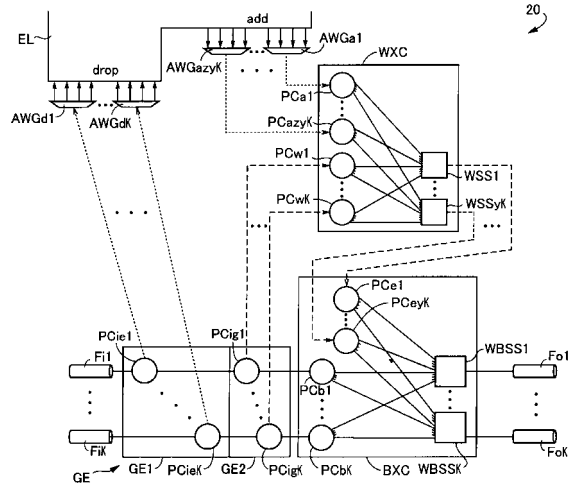 20
EL
add
drop
AWGa1
AWGazyK
AWGd1
AWGdK
WXC
PCa1
PCazyK
PCw1
PCwK
WSS1
WSSyK
PCe1
PCeyK
PCie1
PCig1
Fi1
PCb1
WBSS1
Fo1
FiK
FoK
GE
GE1
PCieK
GE2
PCigK
PCbK
BXC
WBSSK